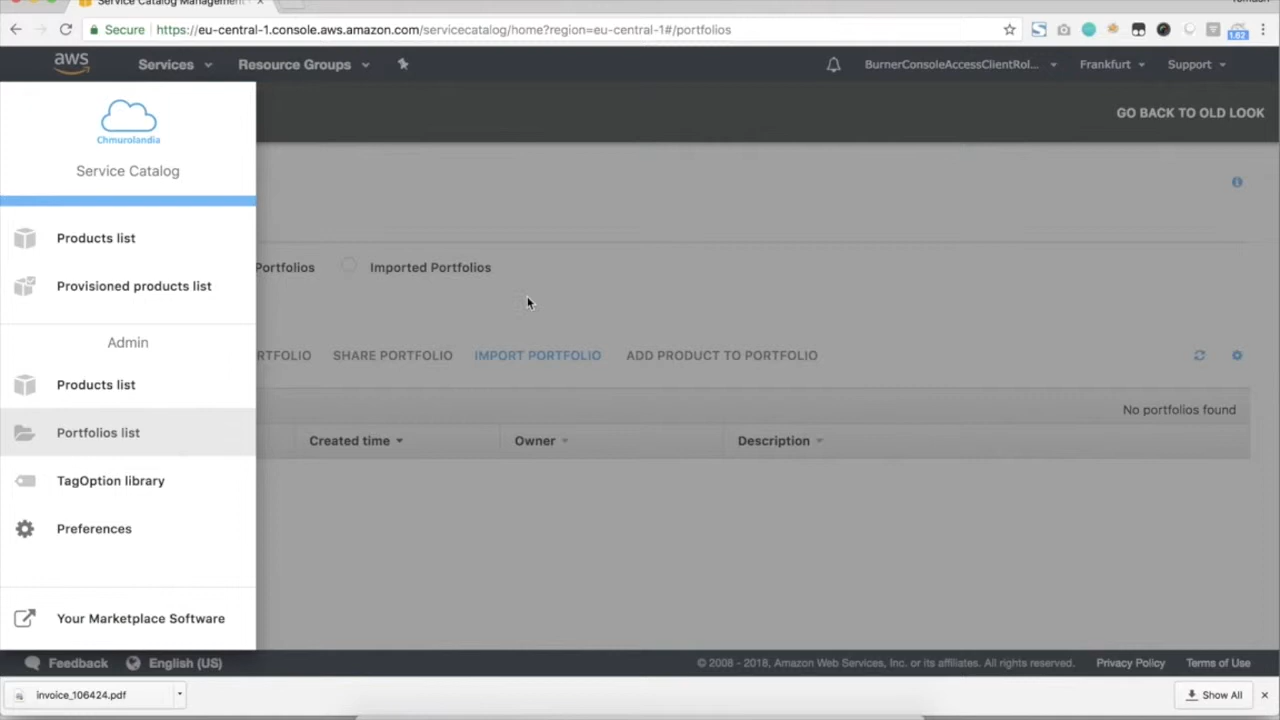 Service Catalog Management
Secure
https://eu-central-1.console.aws.amazon.com/servicecatalog/home?region=eu-central-1#/portfolios
1.62
aws
Services
Resource Groups
BurnerConsoleAccessClientRol...
Frankfurt
Support
GO BACK TO OLD LOOK
Chmurolandia
Service Catalog
Products list
Provisioned products list
Admin
Products list
Portfolios list
TagOption library
Preferences
Your Marketplace Software
Portfolios
Imported Portfolios
RTFOLIO
SHARE PORTFOLIO
IMPORT PORTFOLIO
ADD PRODUCT TO PORTFOLIO
No portfolios found
Created time
Owner
Description
Feedback
English (US)
© 2008 - 2018, Amazon Web Services, Inc. or its affiliates. All rights reserved.
Privacy Policy
Terms of Use
invoice_106424.pdf
Show All